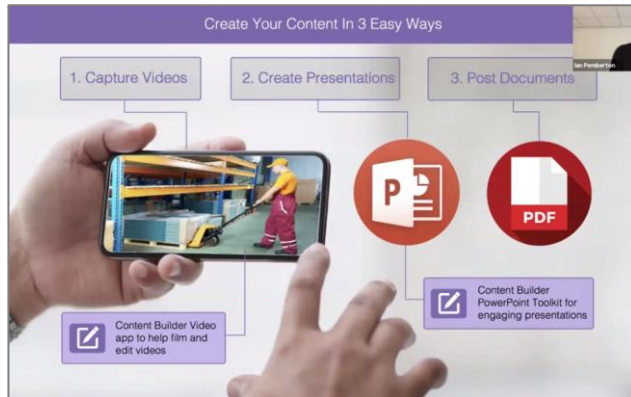 Create Your Content In 3 Easy Ways
Ian Pemberton
1. Capture Videos
2. Create Presentations
3. Post Documents
P
PDF
Content Builder Video
app to help film and
edit videos
Content Builder
PowerPoint Toolkit for
engaging presentations